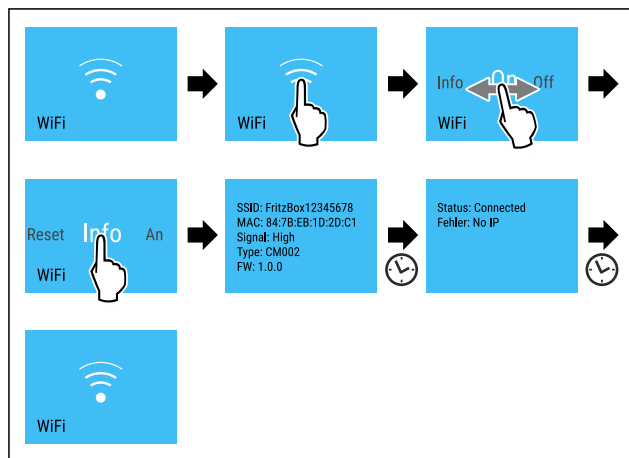 WiFi
WiFi
Info On Off
WiFi
Reset Info An
WiFi
SSID: FritzBox12345678
MAC: 84:7B:EB:1D:2D:C1
Signal: High
Type: CM002
FW: 1.0.0
Status: Connected
Fehler: No IP
WiFi